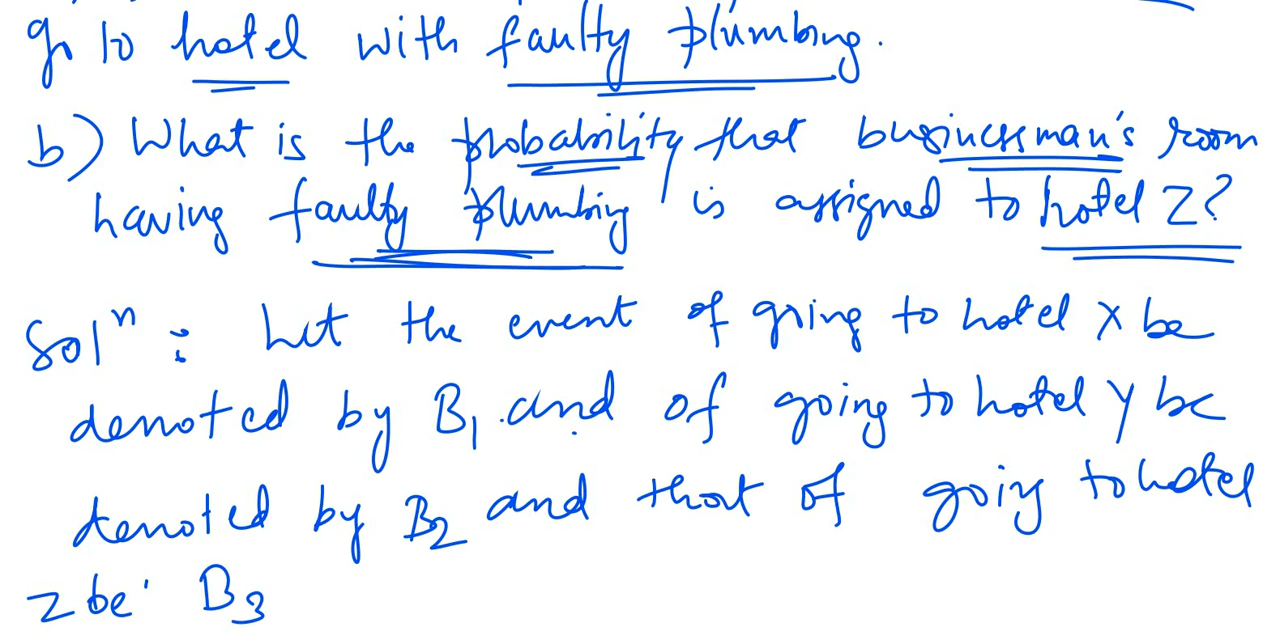 go to hotel with faulty plumbing.
b) What is the probability that businessman's room
having faulty plumbing is assigned to hotel Z?
Solⁿ : Let the event of going to hotel X be
denoted by B₁ and of going to hotel Y be
denoted by B₂ and that of going to hotel
Z be B₃